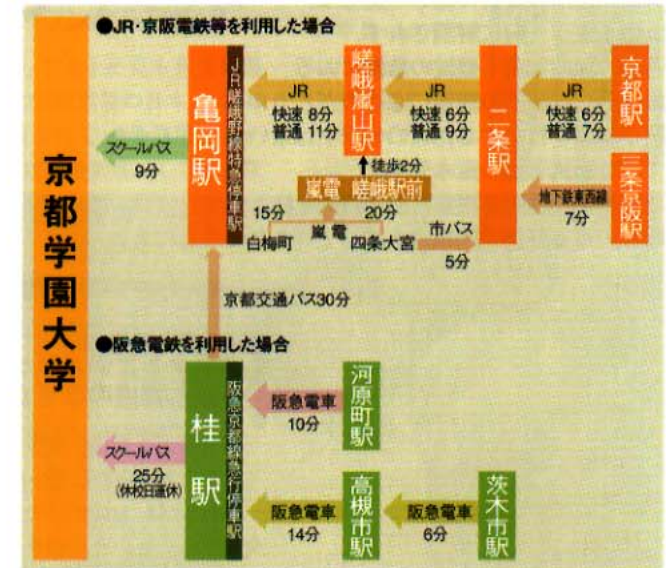 ●JR・京阪電鉄等を利用した場合
京都学園大学
スクールバス
9分
亀岡駅
JR嵯峨野線特急停車駅
JR
快速 8分
普通 11分
嵯峨嵐山駅
JR
快速 6分
普通 9分
二条駅
JR
快速 6分
普通 7分
京都駅
三条京阪駅
地下鉄東西線
7分
徒歩2分
嵐電 嵯峨駅前
15分
20分
白梅町
嵐電
四条大宮
市バス
5分
京都交通バス30分
●阪急電鉄を利用した場合
スクールバス
25分
(休校日運休)
桂駅
阪急京都線急行停車駅
阪急電車
10分
河原町駅
阪急電車
14分
高槻市駅
阪急電車
6分
茨木市駅